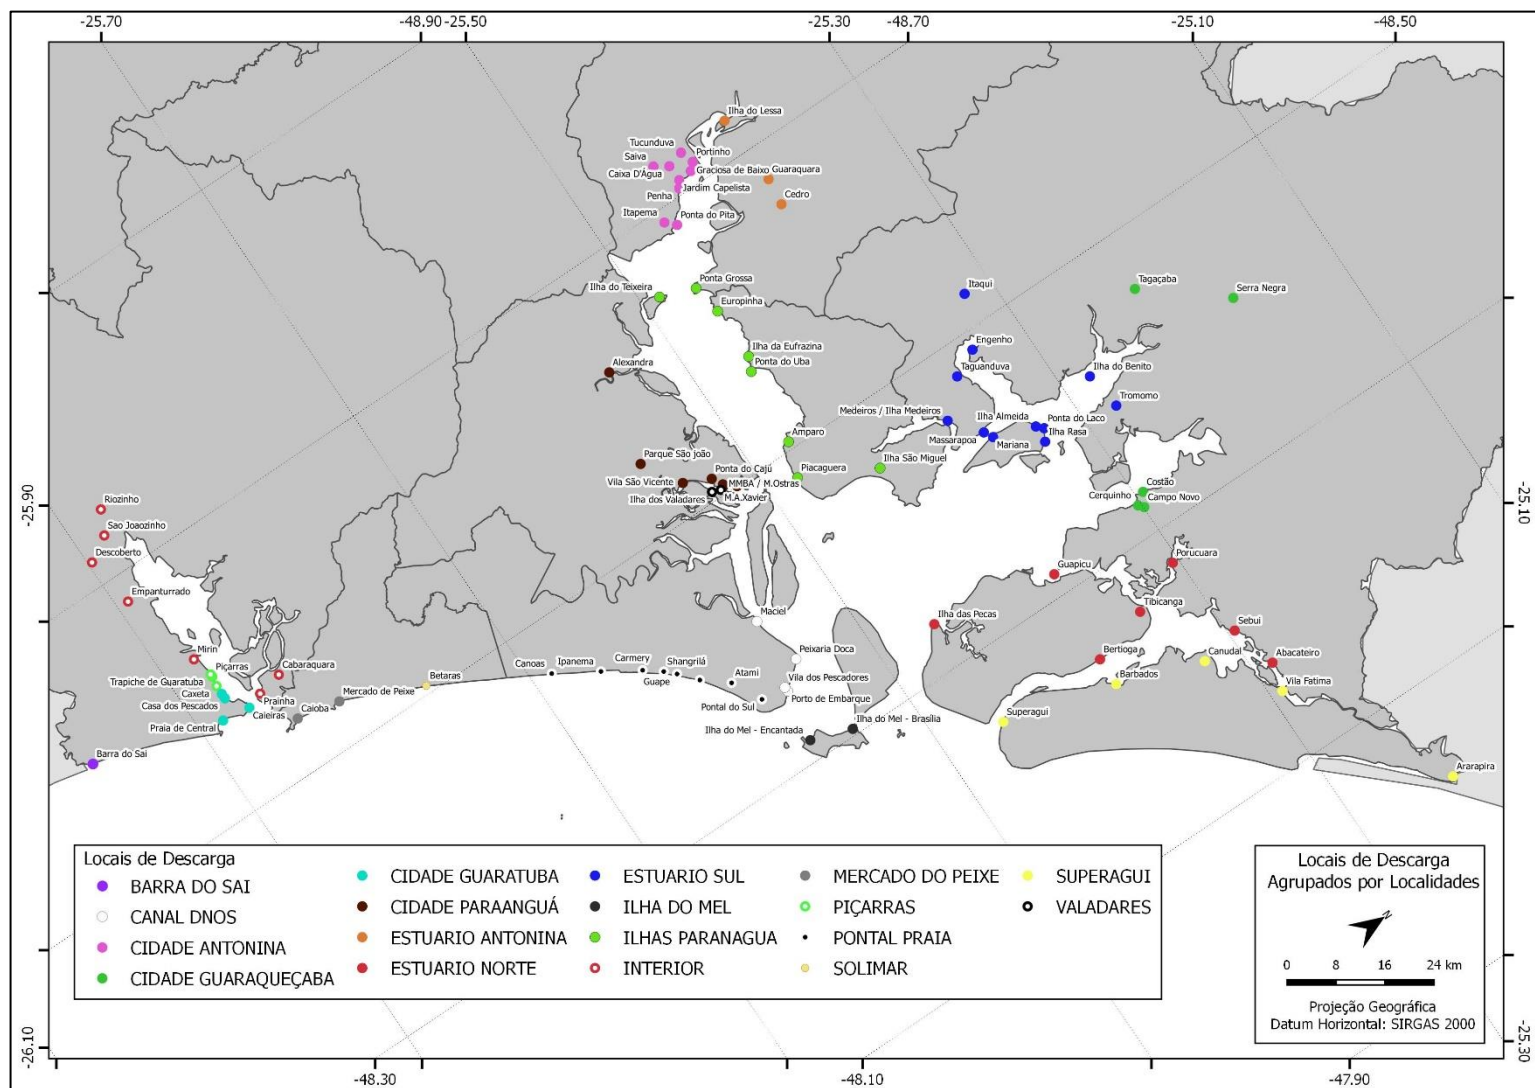 -25.70
-48.90
-25.50
-25.30
-48.70
-25.10
-48.50
Ilha do Lessa
Tucunduva
Portinho
Saiva
Graciosa de Baixo
Guaraquara
Caixa D'Água
Jardim Capelista
Penha
Cedro
Itapema
Ponta do Pita
Ilha do Teixeira
Ponta Grossa
Europinha
Itaqui
Tagaçaba
Serra Negra
Engenho
Ilha da Eufrazina
Ponta do Uba
Alexandra
Taguanduva
Ilha do Benito
Tromomo
Medeiros / Ilha Medeiros
Ilha Almeida
Ponta do Laco
Ilha Rasa
Massarapoa
Mariana
Amparo
Parque São joão
Ponta do Cajú
Piacaguera
Ilha São Miguel
Vila São Vicente
MMBA / M.Ostras
Ilha dos Valadares
M.A.Xavier
Costão
Cerquinho
Campo Novo
-25.90
-25.10
Riozinho
Sao Joaozinho
Descoberto
Porucuara
Guapicu
Empanturrado
Tibicanga
Maciel
Ilha das Pecas
Sebui
Mirin
Piçarras
Cabaraquara
Canoas
Ipanema
Carmery
Shangrilá
Guape
Atami
Peixaria Doca
Bertioga
Canudal
Abacateiro
Trapiche de Guaratuba
Betaras
Vila dos Pescadores
Barbados
Vila Fatima
Caxeta
Prainha
Mercado de Peixe
Casa dos Pescados
Pontal do Sul
Porto de Embarque
Caieiras
Caioba
Praia de Central
Ilha do Mel - Brasília
Ilha do Mel - Encantada
Superagui
Barra do Sai
Ararapira
Locais de Descarga
BARRA DO SAI
CANAL DNOS
CIDADE ANTONINA
CIDADE GUARAQUEÇABA
CIDADE GUARATUBA
CIDADE PARAANGUÁ
ESTUARIO ANTONINA
ESTUARIO NORTE
ESTUARIO SUL
ILHA DO MEL
ILHAS PARANAGUA
INTERIOR
MERCADO DO PEIXE
PIÇARRAS
PONTAL PRAIA
SOLIMAR
SUPERAGUI
VALADARES
Locais de Descarga
Agrupados por Localidades
N
0 8 16 24 km
Projeção Geográfica
Datum Horizontal: SIRGAS 2000
-26.10
-25.30
-48.30
-48.10
-47.90